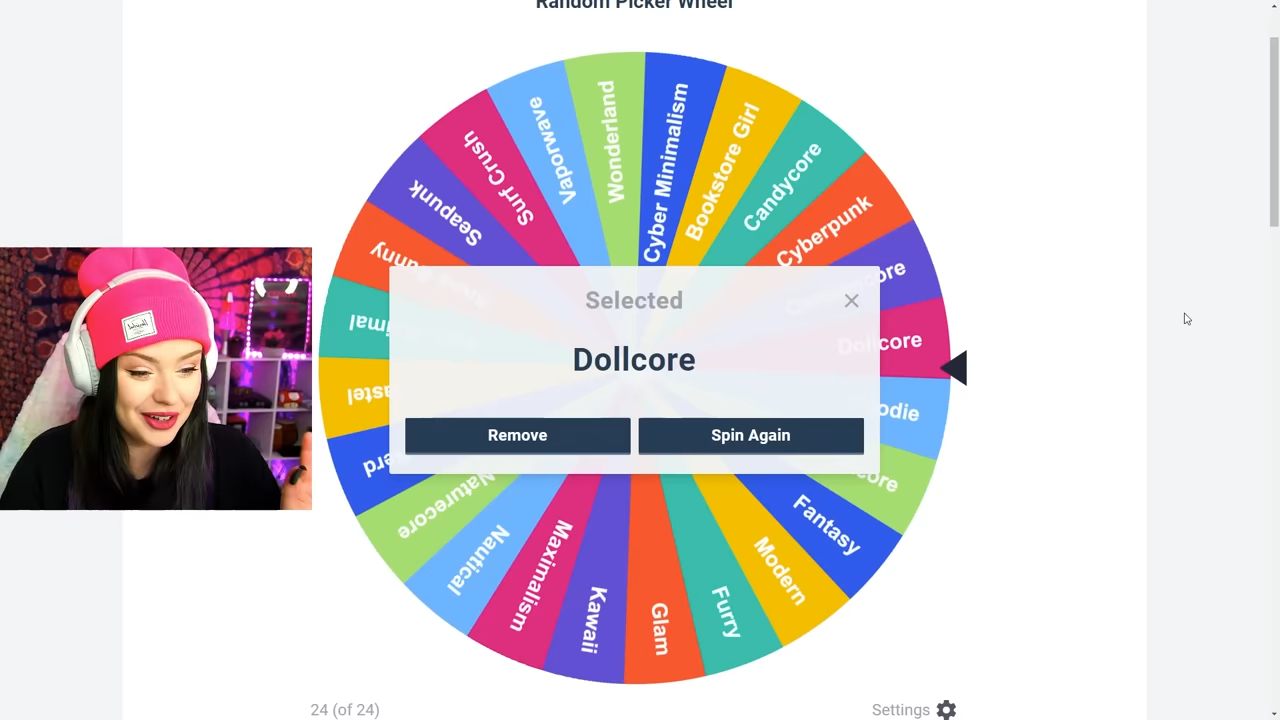 Random Picker Wheel
Wonderland
Cyber Minimalism
Bookstore Girl
Candycore
Cyberpunk
Dollcore
Fantasy
Modern
Furry
Glam
Kawaii
Maximalism
Nautical
Naturecore
Seapunk
Surf Crush
Vaporwave
Selected
Dollcore
Remove
Spin Again
24 (of 24)
Settings